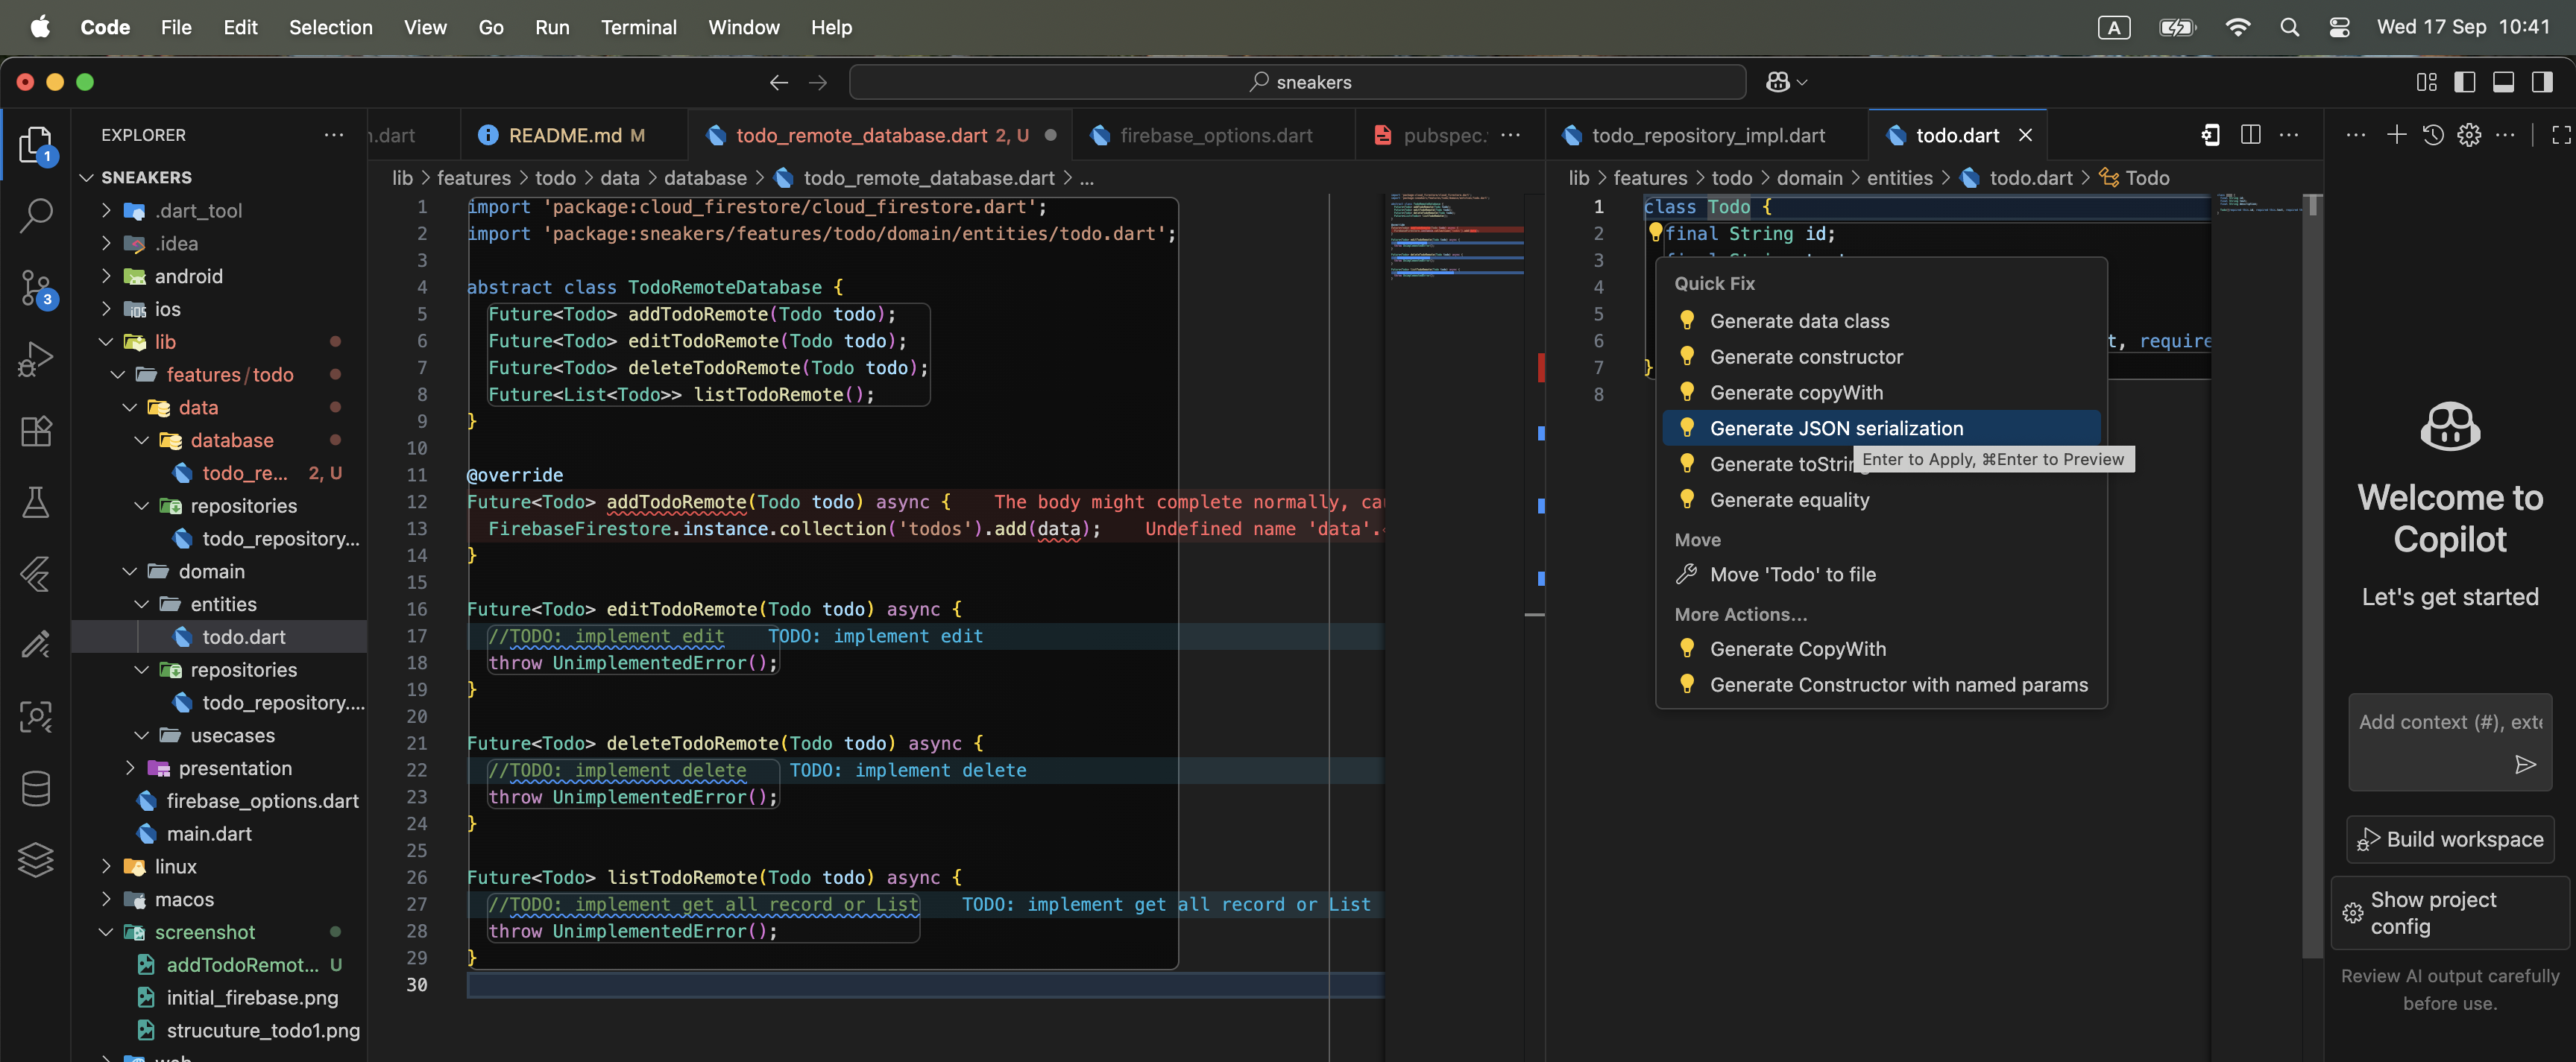 Code File Edit Selection View Go Run Terminal Window Help
A Wed 17 Sep 10:41
sneakers
EXPLORER
SNEAKERS
.dart_tool
.idea
android
ios
lib
features/todo
data
database
todo_re... 2, U
repositories
todo_repository...
domain
entities
todo.dart
repositories
todo_repository....
usecases
presentation
firebase_options.dart
main.dart
linux
macos
screenshot
addTodoRemot... U
initial_firebase.png
strucuture_todo1.png
1
3
.dart README.md M todo_remote_database.dart 2, U firebase_options.dart pubspec.
lib > features > todo > data > database > todo_remote_database.dart > ...
1 import 'package:cloud_firestore/cloud_firestore.dart';
2 import 'package:sneakers/features/todo/domain/entities/todo.dart';
3
4 abstract class TodoRemoteDatabase {
5 Future<Todo> addTodoRemote(Todo todo);
6 Future<Todo> editTodoRemote(Todo todo);
7 Future<Todo> deleteTodoRemote(Todo todo);
8 Future<List<Todo>> listTodoRemote();
9 }
10
11 @override
12 Future<Todo> addTodoRemote(Todo todo) async { The body might complete normally, ca
13 FirebaseFirestore.instance.collection('todos').add(data); Undefined name 'data'.
14 }
15
16 Future<Todo> editTodoRemote(Todo todo) async {
17 //TODO: implement edit TODO: implement edit
18 throw UnimplementedError();
19 }
20
21 Future<Todo> deleteTodoRemote(Todo todo) async {
22 //TODO: implement delete TODO: implement delete
23 throw UnimplementedError();
24 }
25
26 Future<Todo> listTodoRemote(Todo todo) async {
27 //TODO: implement get all record or List TODO: implement get all record or List
28 throw UnimplementedError();
29 }
30
todo_repository_impl.dart todo.dart
lib > features > todo > domain > entities > todo.dart > Todo
1 class Todo {
2 final String id;
3
4
5
6 t, require
7 }
8
Quick Fix
Generate data class
Generate constructor
Generate copyWith
Generate JSON serialization
Enter to Apply, ⌘Enter to Preview
Generate toString
Generate equality
Move
Move 'Todo' to file
More Actions...
Generate CopyWith
Generate Constructor with named params
Welcome to
Copilot
Let's get started
Add context (#), exte
Build workspace
Show project
config
Review AI output carefully
before use.